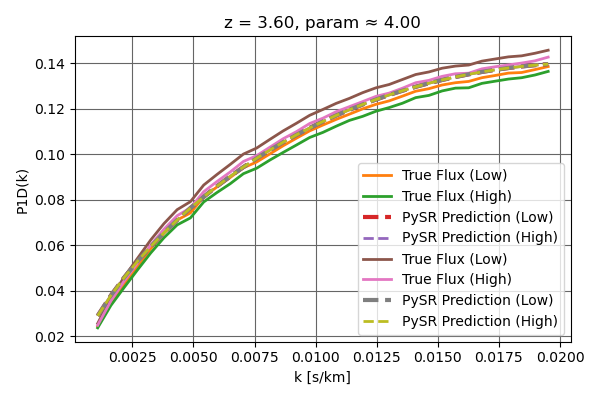 z = 3.60, param ≈ 4.00
P1D(k)
0.14
0.12
0.10
0.08
0.06
0.04
0.02
True Flux (Low)
True Flux (High)
PySR Prediction (Low)
PySR Prediction (High)
True Flux (Low)
True Flux (High)
PySR Prediction (Low)
PySR Prediction (High)
0.0025 0.0050 0.0075 0.0100 0.0125 0.0150 0.0175 0.0200
k [s/km]